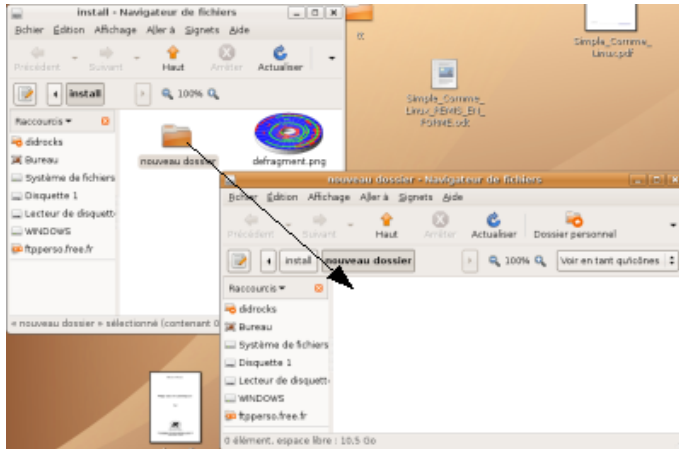 install - Navigateur de fichiers
Fichier Édition Affichage Aller à Signets Aide
Précédent Suivant Haut Arrêter Actualiser
install 100%
Raccourcis
didrocks
Bureau
Système de fichiers
Disquette 1
Lecteur de disquett
WINDOWS
ftpperso.free.fr
nouveau dossier
defragment.png
« nouveau dossier » sélectionné (contenant 0
Simple_Comme_
Linux.pdf
Simple_Comme_
nouveau dossier - Navigateur de fichiers
Fichier Édition Affichage Aller à Signets Aide
Précédent Suivant Haut Arrêter Actualiser Dossier personnel
install nouveau dossier 100% Voir en tant qu'icônes
Raccourcis
didrocks
Bureau
Système de fichiers
Disquette 1
Lecteur de disquett
WINDOWS
ftpperso.free.fr
0 élément, espace libre : 10,5 Go